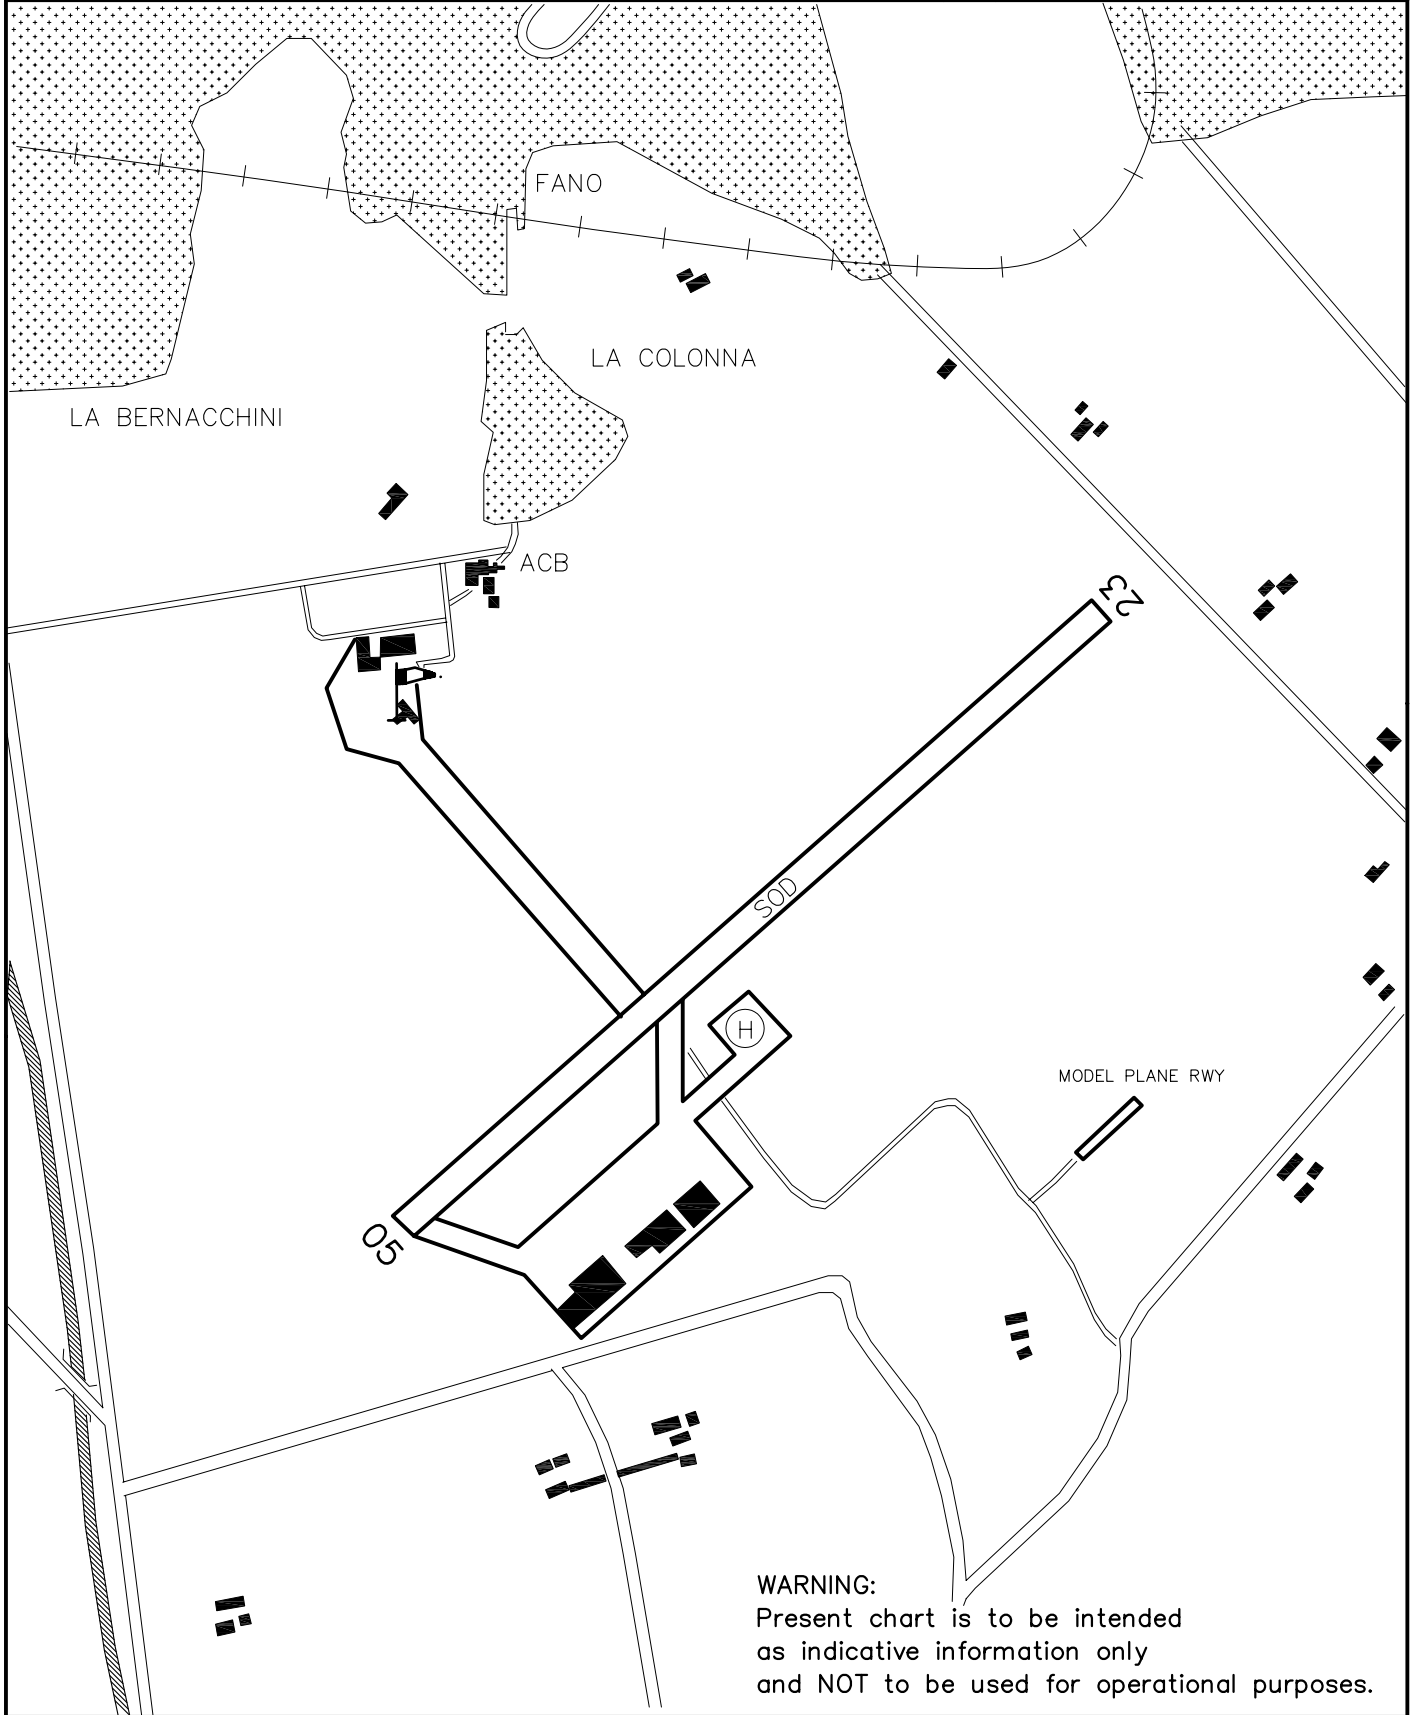 FANO
LA COLONNA
LA BERNACCHINI
ACB
23
SOD
H
MODEL PLANE RWY
05
WARNING:
Present chart is to be intended
as indicative information only
and NOT to be used for operational purposes.